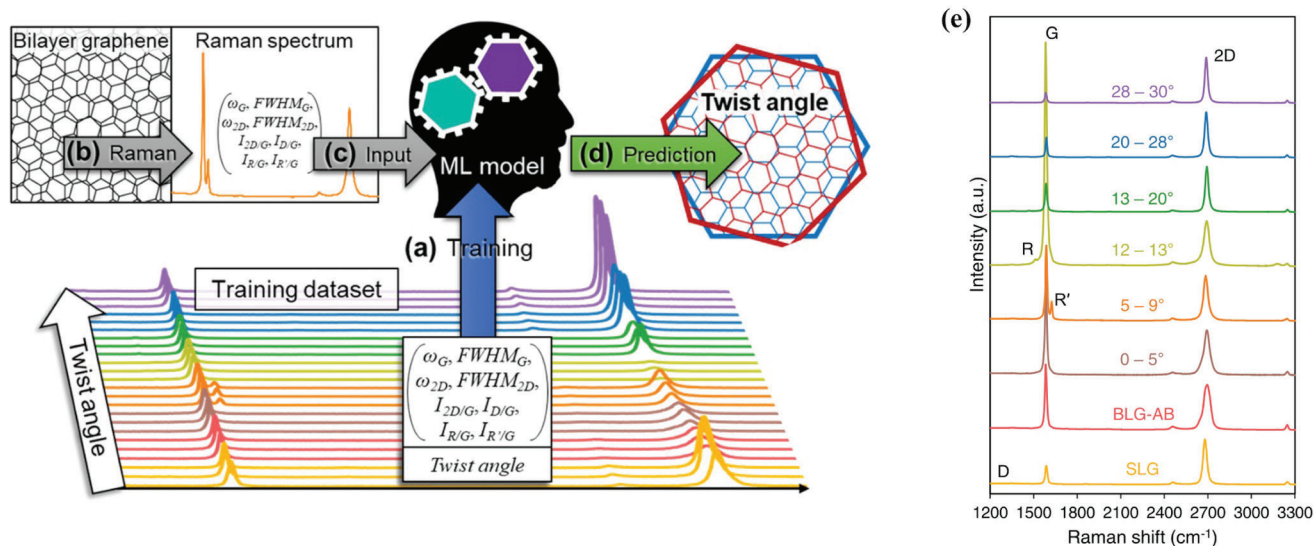 Bilayer graphene
Raman spectrum
(b) Raman
ω_G, FWHM_G,
ω_2D, FWHM_2D,
I_2D/G, I_D/G,
I_R/G, I_R'/G
(c) Input
ML model
(d) Prediction
Twist angle
(a) Training
Training dataset
Twist angle
ω_G, FWHM_G,
ω_2D, FWHM_2D,
I_2D/G, I_D/G,
I_R/G, I_R'/G
Twist angle
(e)
Intensity (a.u.)
G
2D
28 – 30°
20 – 28°
13 – 20°
R
12 – 13°
R′
5 – 9°
0 – 5°
BLG-AB
D
SLG
1200 1500 1800 2100 2400 2700 3000 3300
Raman shift (cm⁻¹)